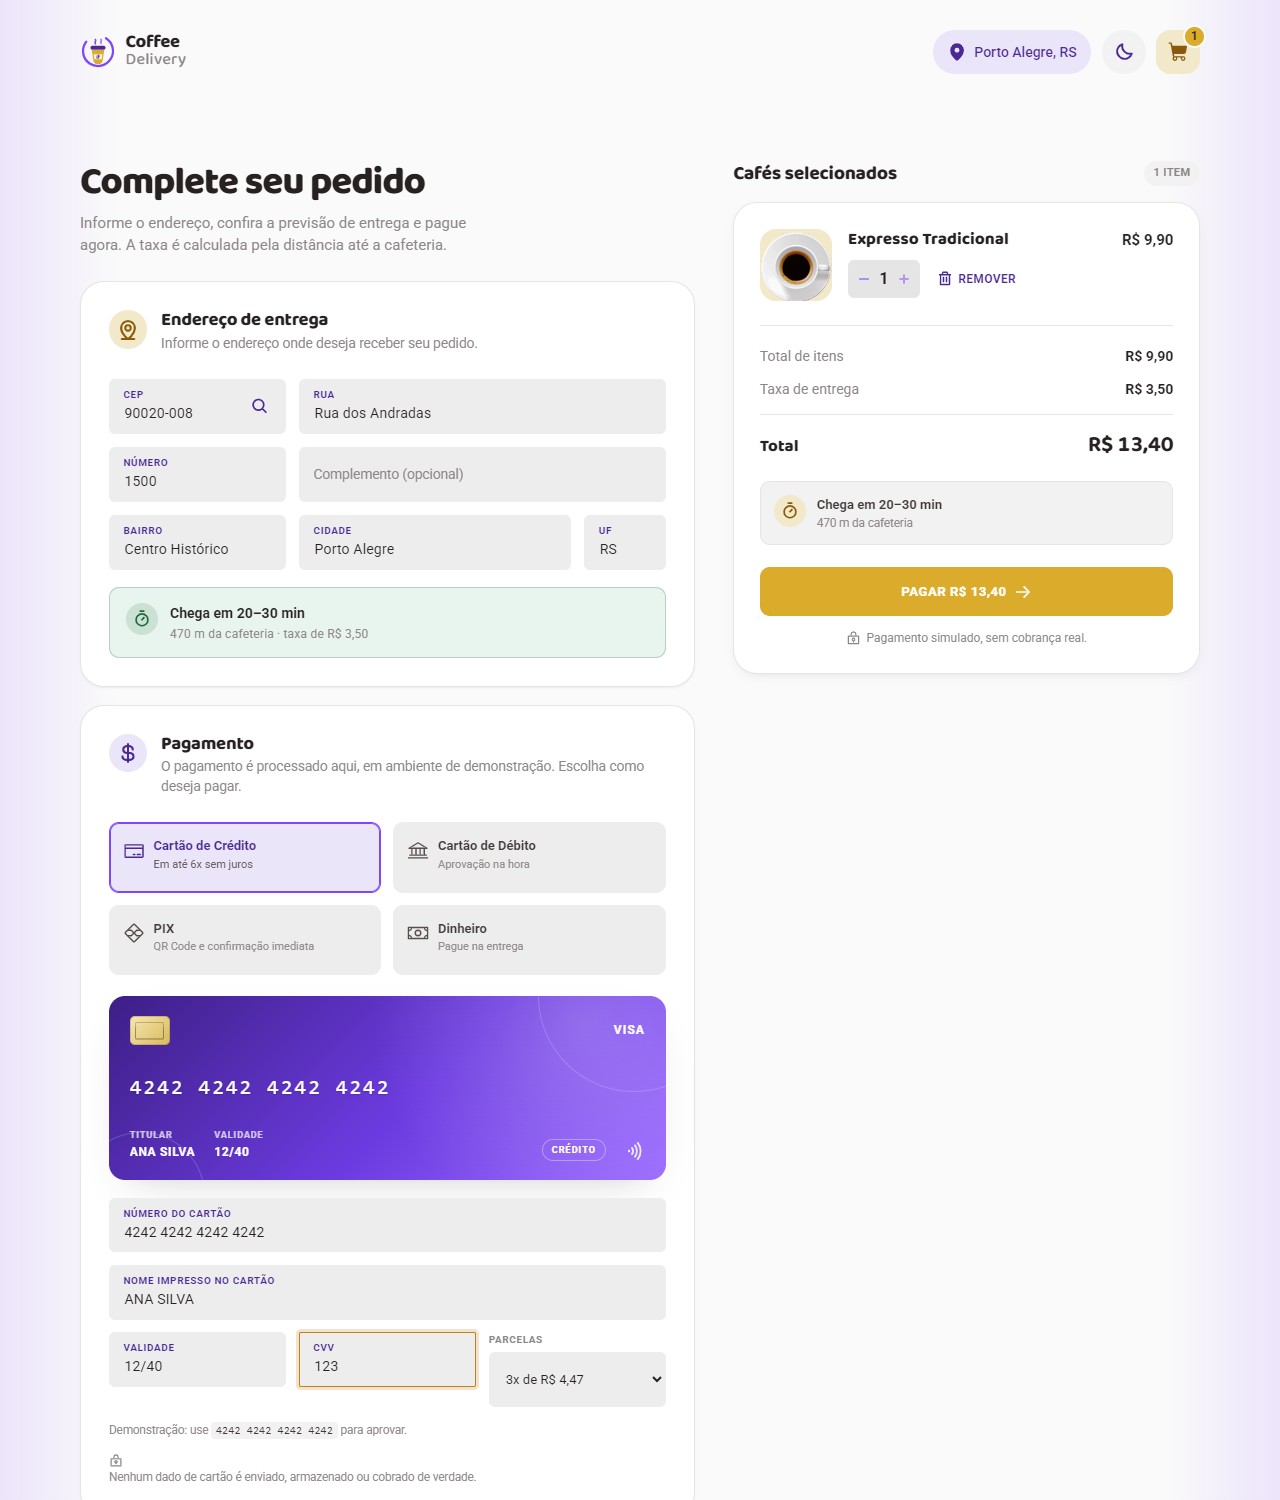 Coffee
Delivery
Porto Alegre, RS
1
Complete seu pedido
Informe o endereço, confira a previsão de entrega e pague
agora. A taxa é calculada pela distância até a cafeteria.
Endereço de entrega
Informe o endereço onde deseja receber seu pedido.
CEP
90020-008
RUA
Rua dos Andradas
NÚMERO
1500
Complemento (opcional)
BAIRRO
Centro Histórico
CIDADE
Porto Alegre
UF
RS
Chega em 20–30 min
470 m da cafeteria · taxa de R$ 3,50
Pagamento
O pagamento é processado aqui, em ambiente de demonstração. Escolha como
deseja pagar.
Cartão de Crédito
Em até 6x sem juros
Cartão de Débito
Aprovação na hora
PIX
QR Code e confirmação imediata
Dinheiro
Pague na entrega
VISA
4242 4242 4242 4242
TITULAR
ANA SILVA
VALIDADE
12/40
CRÉDITO
NÚMERO DO CARTÃO
4242 4242 4242 4242
NOME IMPRESSO NO CARTÃO
ANA SILVA
VALIDADE
12/40
CVV
123
PARCELAS
3x de R$ 4,47
Demonstração: use 4242 4242 4242 4242 para aprovar.
Nenhum dado de cartão é enviado, armazenado ou cobrado de verdade.
Cafés selecionados
1 ITEM
Expresso Tradicional
R$ 9,90
− 1 +
REMOVER
Total de itens
R$ 9,90
Taxa de entrega
R$ 3,50
Total
R$ 13,40
Chega em 20–30 min
470 m da cafeteria
PAGAR R$ 13,40
Pagamento simulado, sem cobrança real.